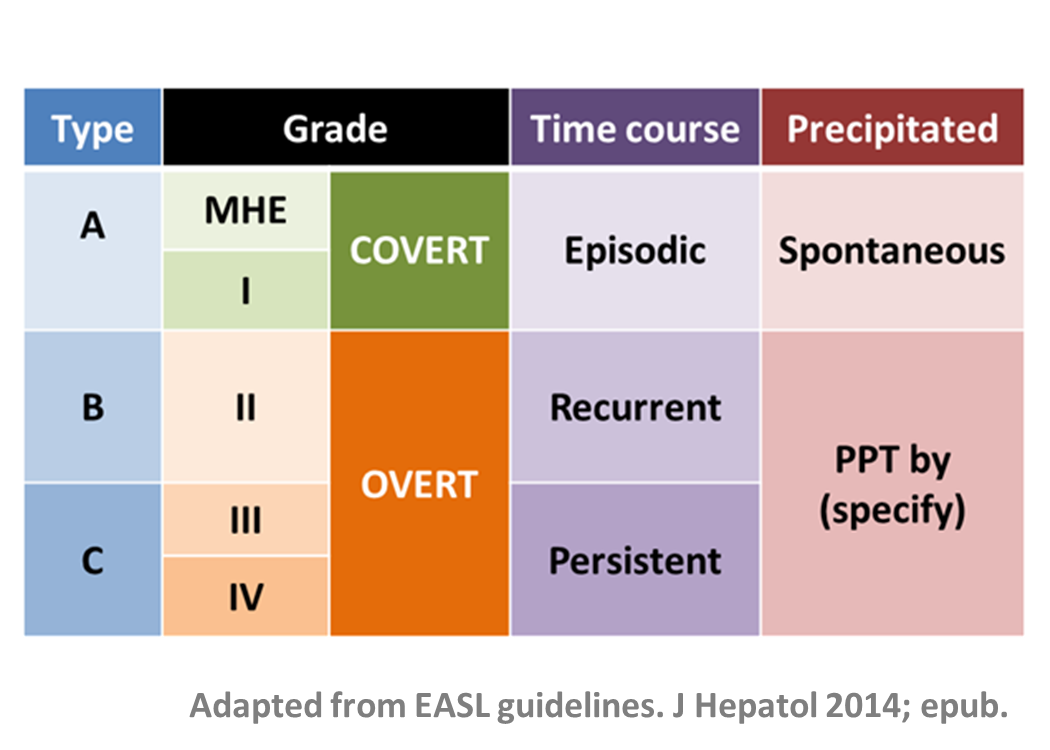 Type Grade Time course Precipitated
A MHE COVERT Episodic Spontaneous
I
B II OVERT Recurrent PPT by
(specify)
C III Persistent
IV
Adapted from EASL guidelines. J Hepatol 2014; epub.